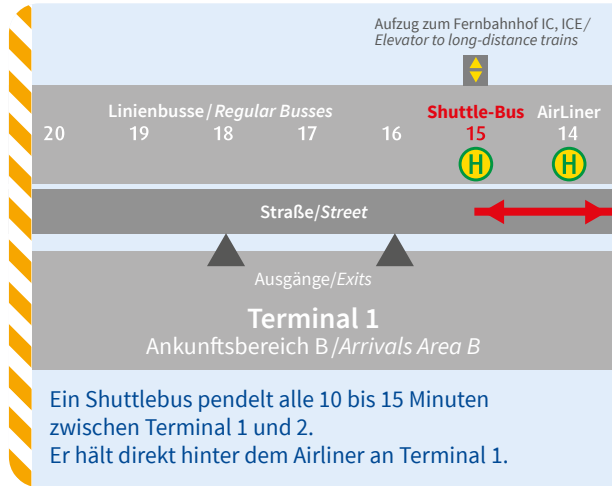 Aufzug zum Fernbahnhof IC, ICE/
Elevator to long-distance trains
Linienbusse/Regular Busses
Shuttle-Bus
AirLiner
20 19 18 17 16 15 14
H H
Straße/Street
Ausgänge/Exits
Terminal 1
Ankunftsbereich B/Arrivals Area B
Ein Shuttlebus pendelt alle 10 bis 15 Minuten
zwischen Terminal 1 und 2.
Er hält direkt hinter dem Airliner an Terminal 1.